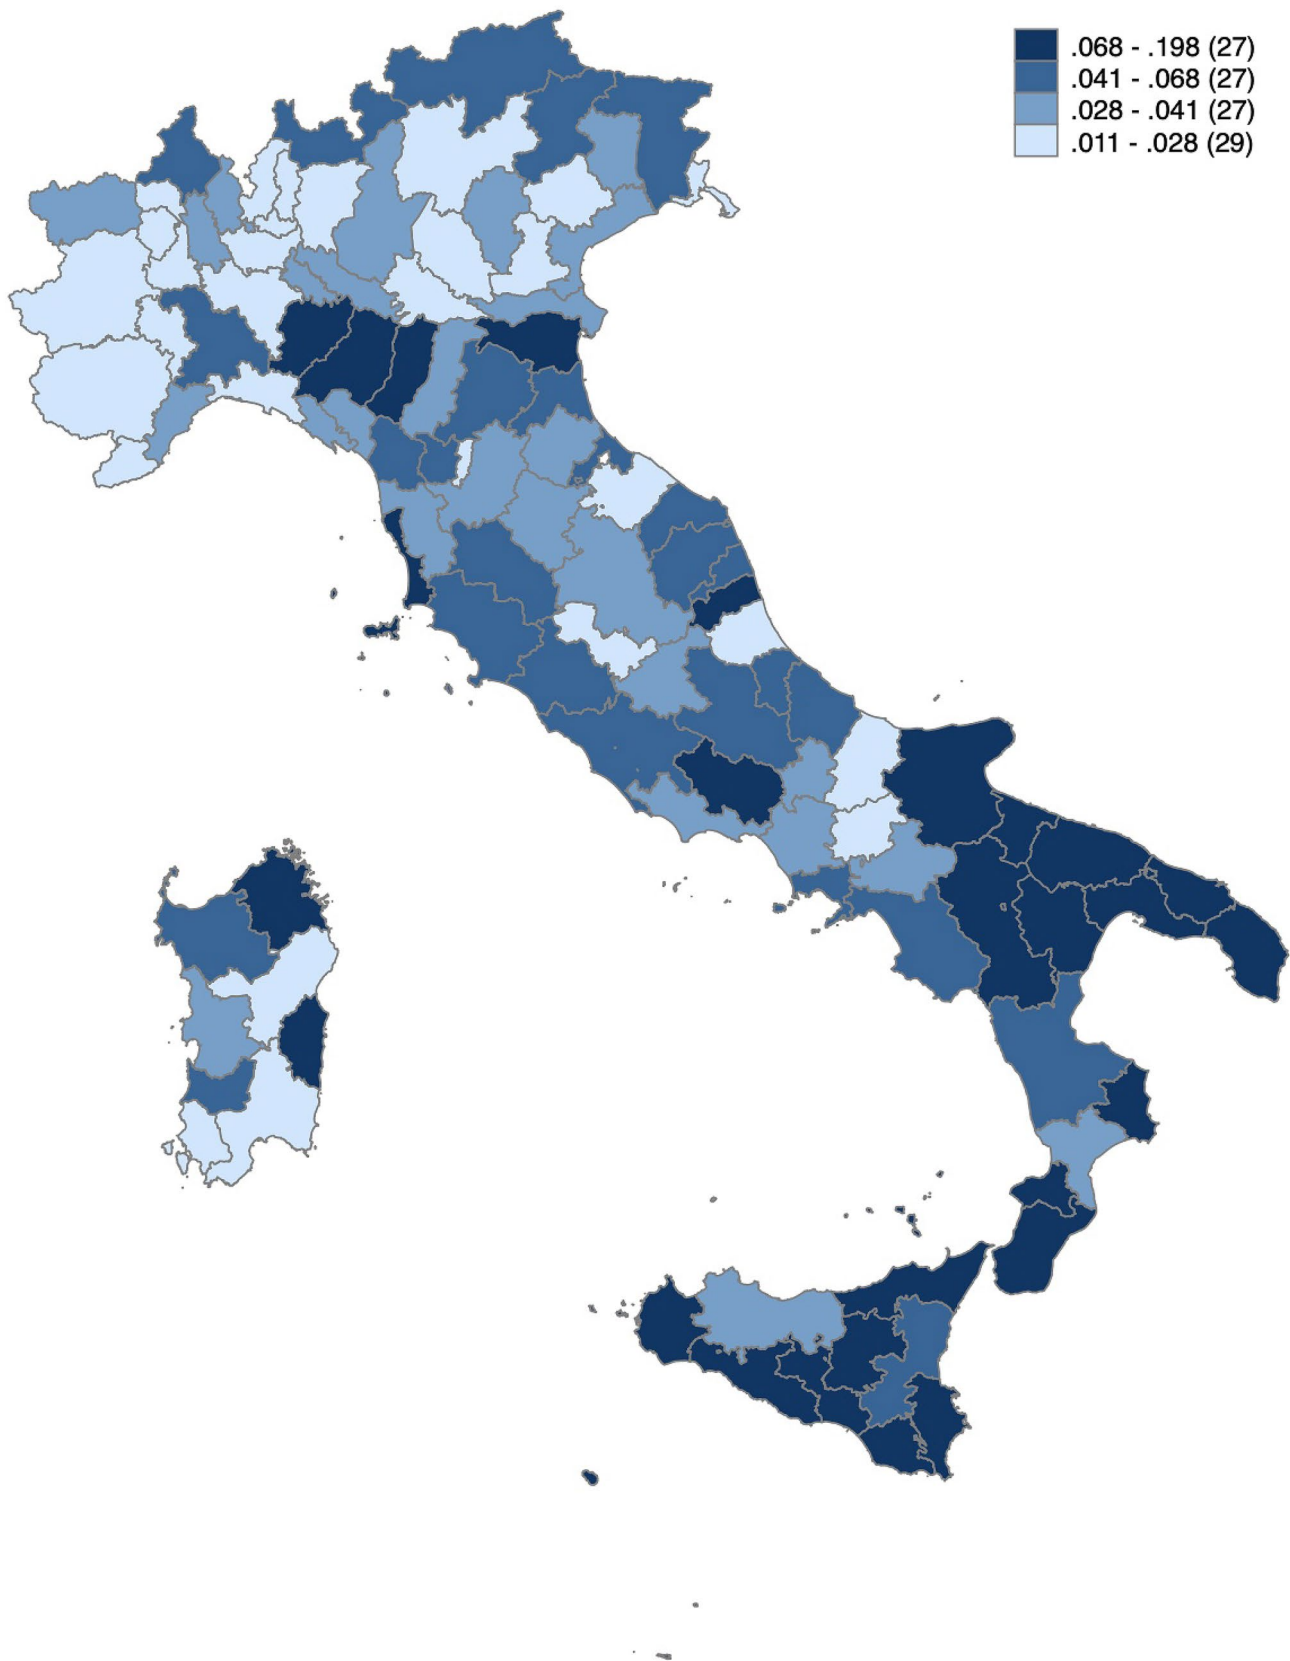 .068 - .198 (27)
.041 - .068 (27)
.028 - .041 (27)
.011 - .028 (29)